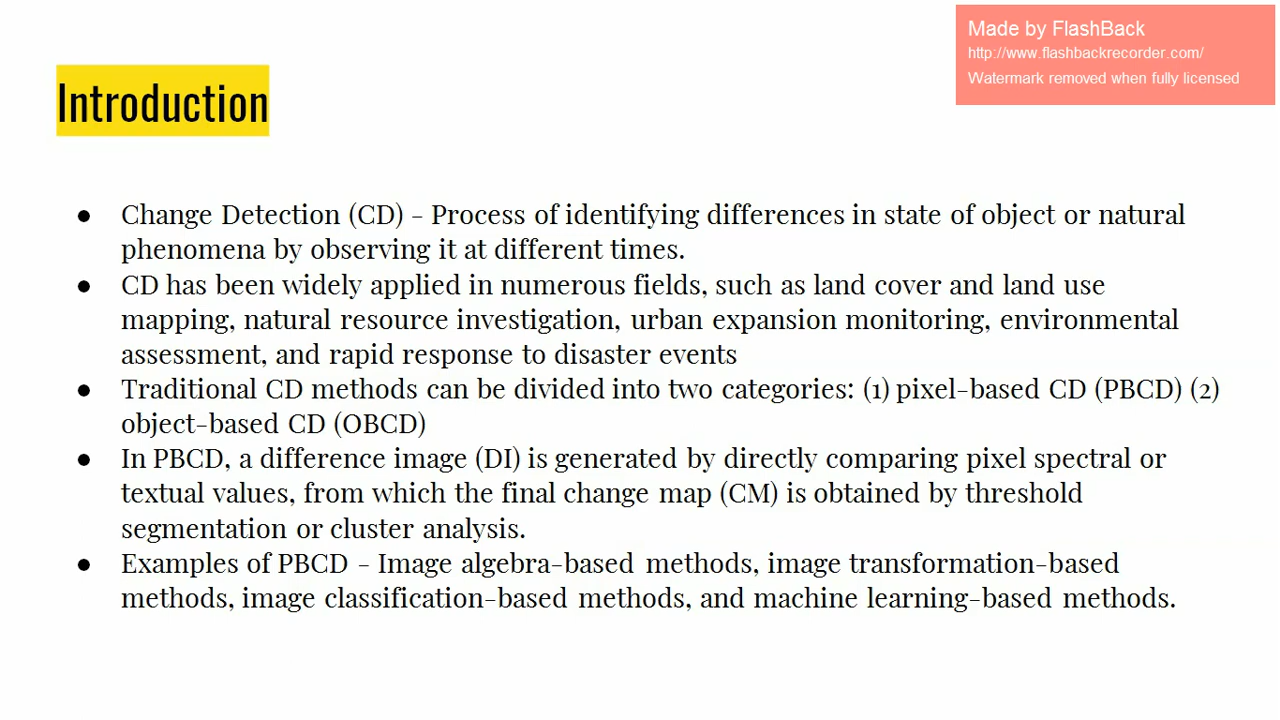 Made by FlashBack
http://www.flashbackrecorder.com/
Watermark removed when fully licensed
Introduction
● Change Detection (CD) - Process of identifying differences in state of object or natural
phenomena by observing it at different times.
● CD has been widely applied in numerous fields, such as land cover and land use
mapping, natural resource investigation, urban expansion monitoring, environmental
assessment, and rapid response to disaster events
● Traditional CD methods can be divided into two categories: (1) pixel-based CD (PBCD) (2)
object-based CD (OBCD)
● In PBCD, a difference image (DI) is generated by directly comparing pixel spectral or
textual values, from which the final change map (CM) is obtained by threshold
segmentation or cluster analysis.
● Examples of PBCD - Image algebra-based methods, image transformation-based
methods, image classification-based methods, and machine learning-based methods.